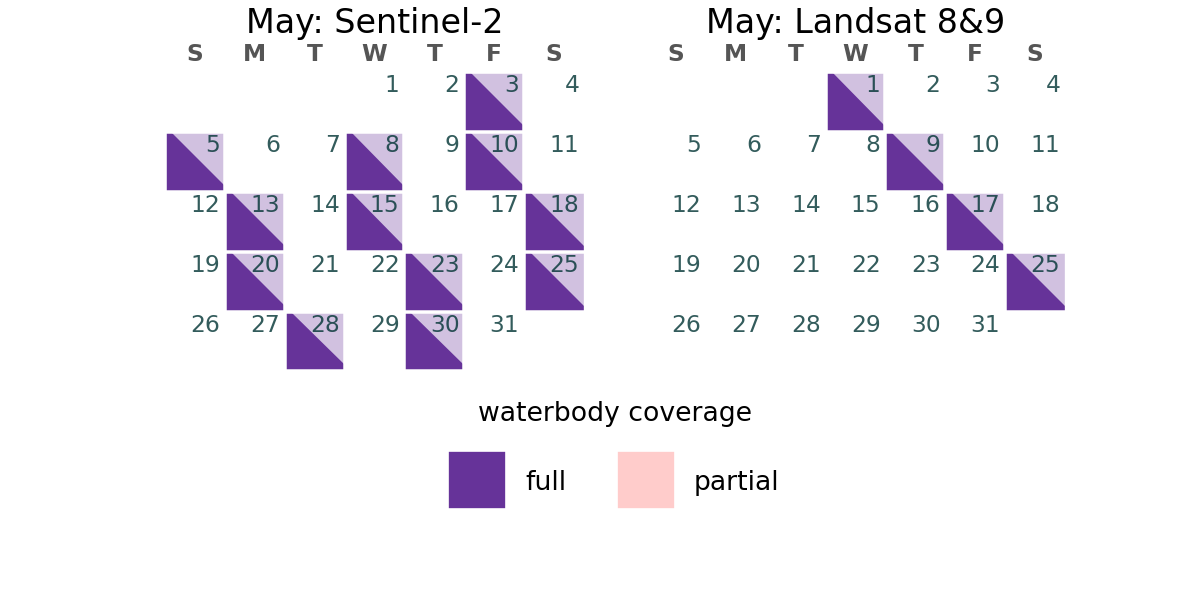 May: Sentinel-2
S M T W T F S
1 2 3 4
5 6 7 8 9 10 11
12 13 14 15 16 17 18
19 20 21 22 23 24 25
26 27 28 29 30 31
May: Landsat 8&9
S M T W T F S
1 2 3 4
5 6 7 8 9 10 11
12 13 14 15 16 17 18
19 20 21 22 23 24 25
26 27 28 29 30 31
waterbody coverage
full partial